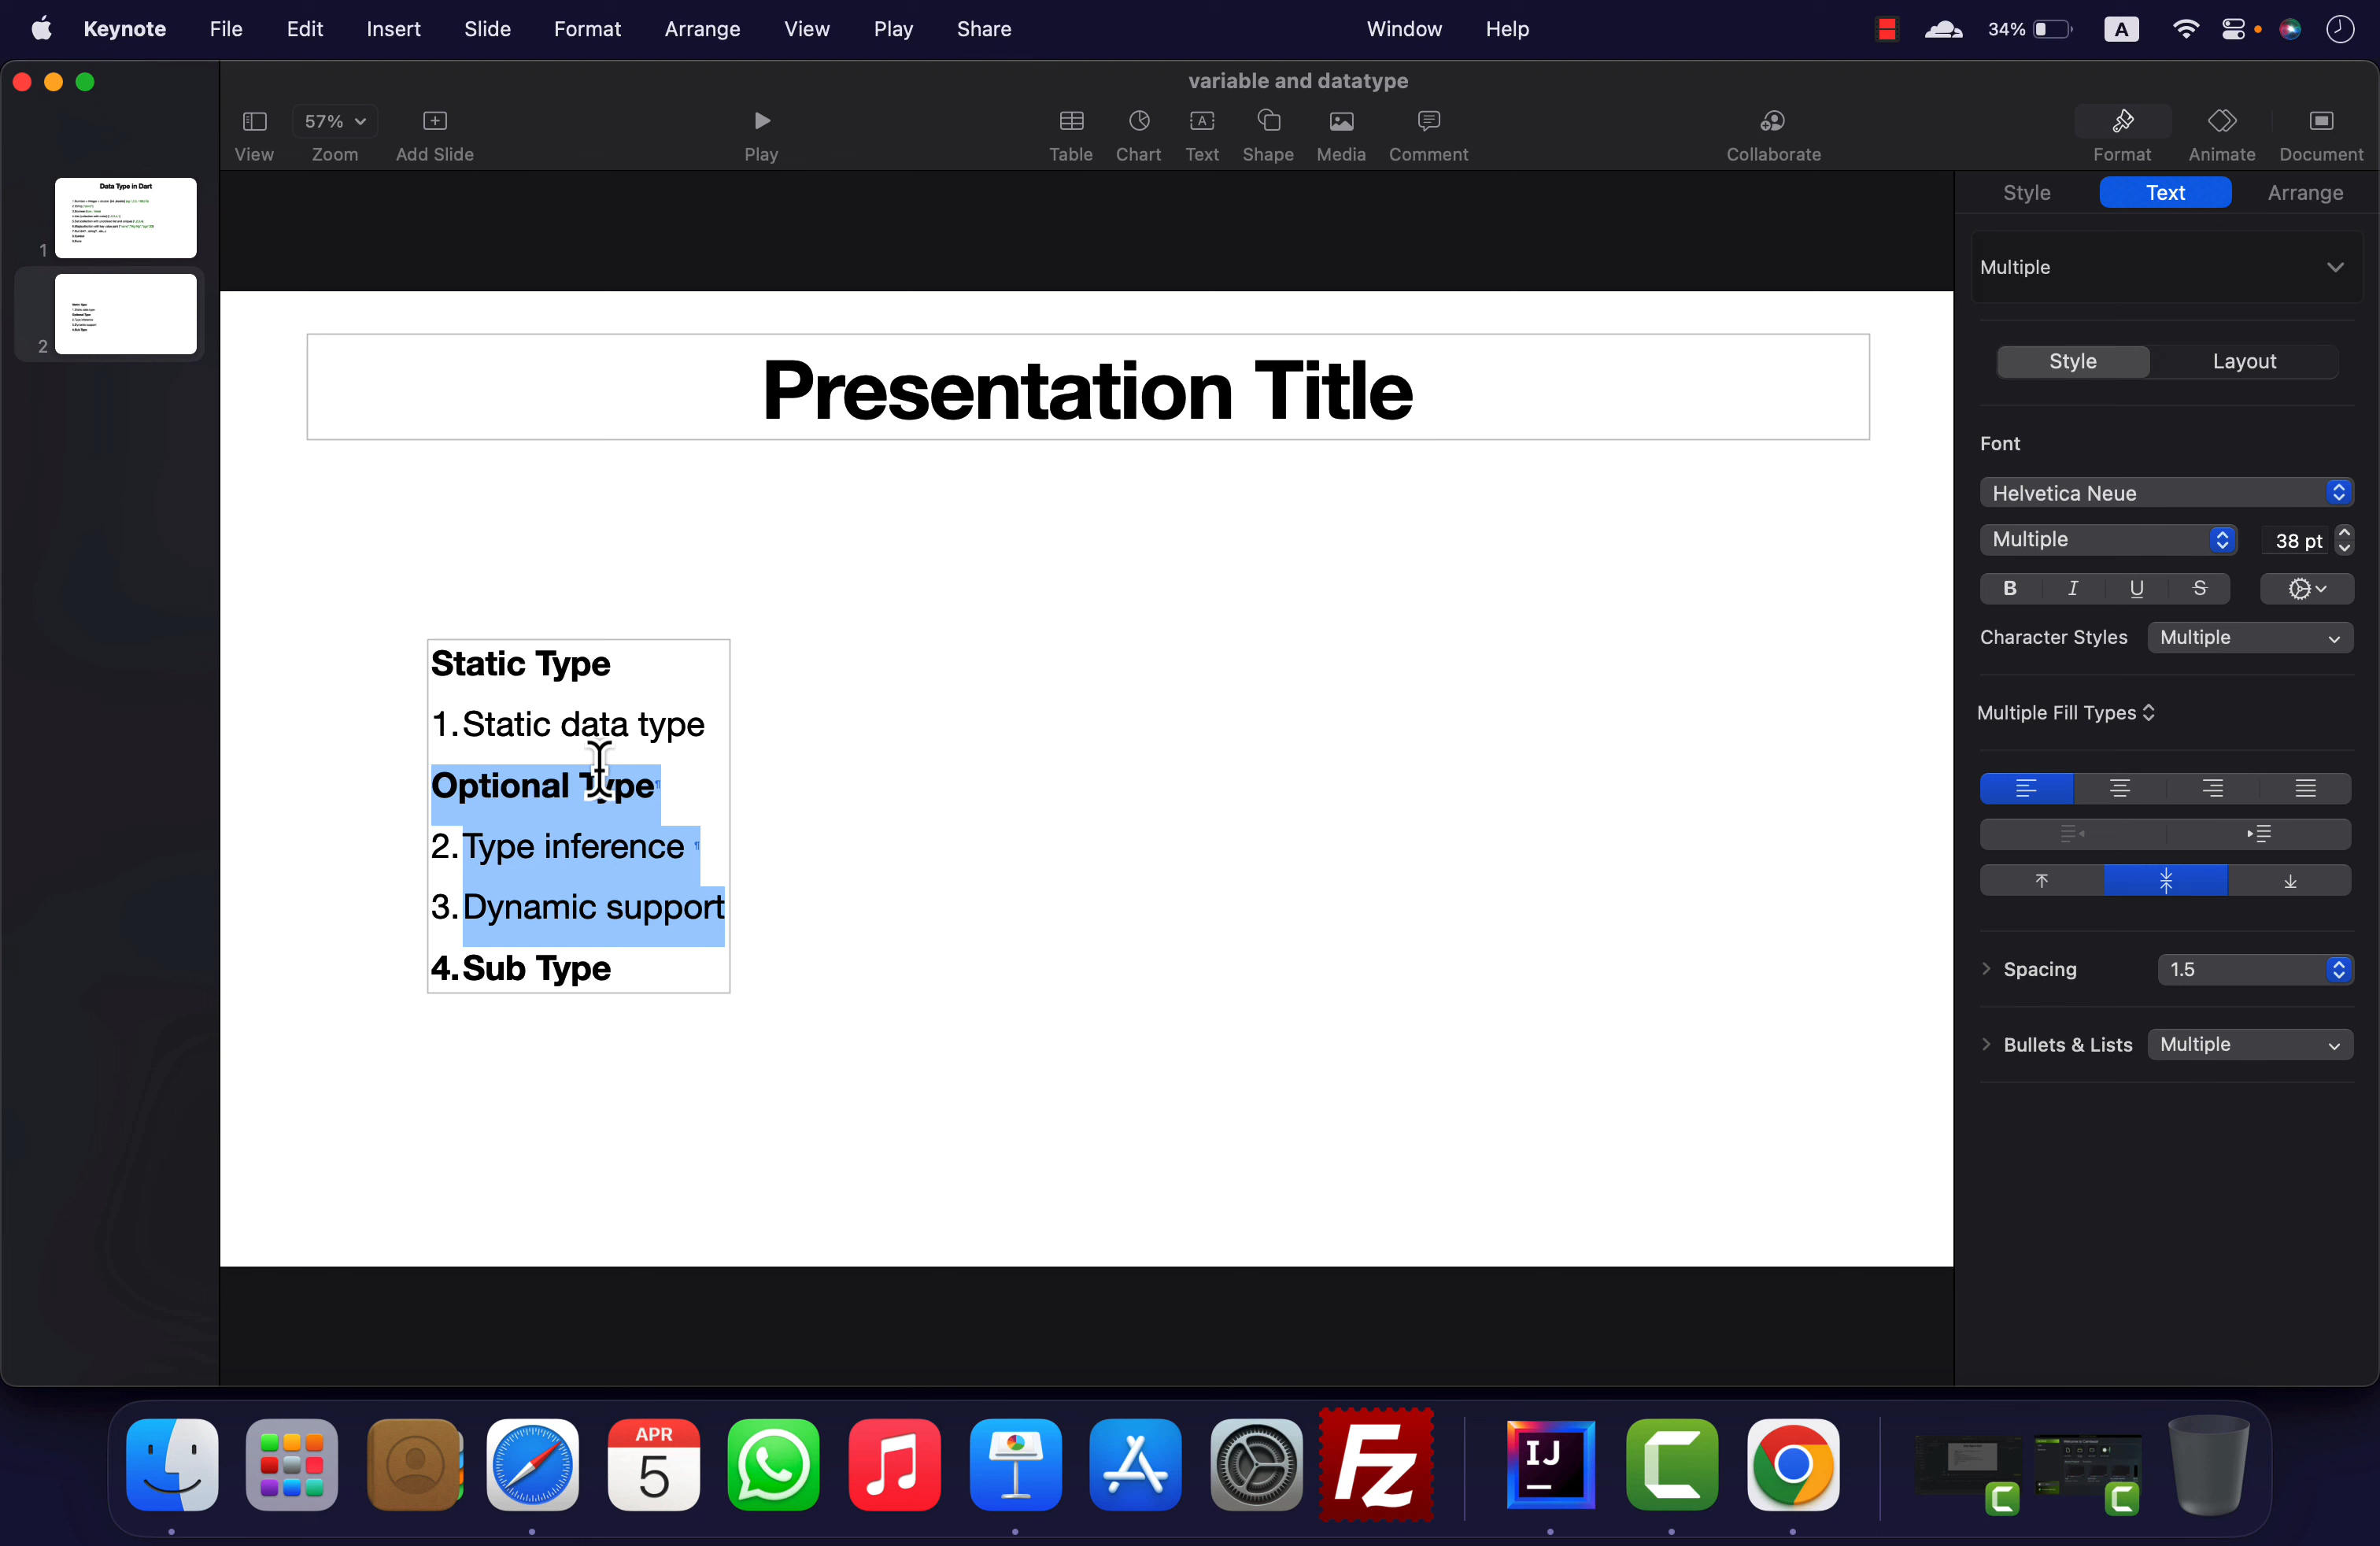 Keynote File Edit Insert Slide Format Arrange View Play Share Window Help 34% A
variable and datatype
57%
View Zoom Add Slide Play Table Chart Text Shape Media Comment Collaborate Format Animate Document
Style Text Arrange
Data Type in Dart
1
2
Multiple
Style Layout
Presentation Title
Font
Helvetica Neue
Multiple 38 pt
B I U S
Character Styles Multiple
Static Type
1. Static data type
Optional Type
2. Type inference
3. Dynamic support
4. Sub Type
Multiple Fill Types
Spacing 1.5
Bullets & Lists Multiple
APR
5
Fz
IJ